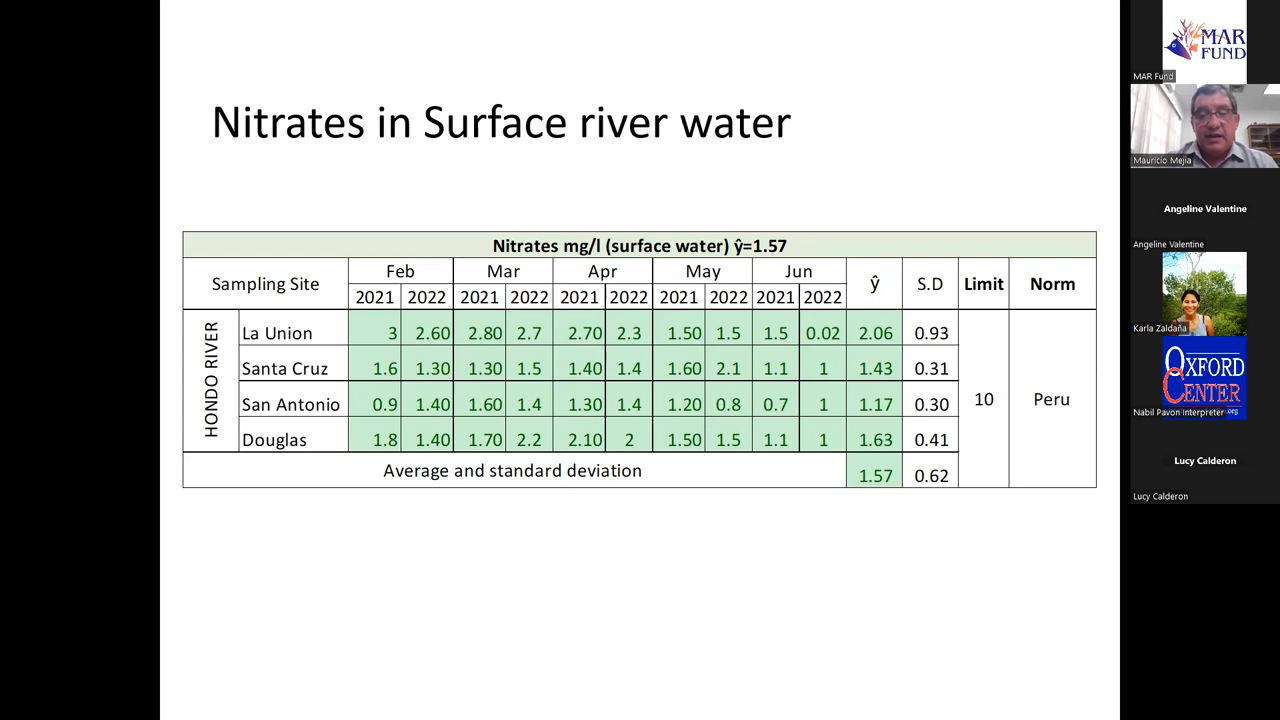 Nitrates in Surface river water
Nitrates mg/l (surface water) ŷ=1.57
Sampling Site Feb Mar Apr May Jun ŷ S.D Limit Norm
2021 2022 2021 2022 2021 2022 2021 2022 2021 2022
HONDO RIVER
La Union 3 2.60 2.80 2.7 2.70 2.3 1.50 1.5 1.5 0.02 2.06 0.93
Santa Cruz 1.6 1.30 1.30 1.5 1.40 1.4 1.60 2.1 1.1 1 1.43 0.31
San Antonio 0.9 1.40 1.60 1.4 1.30 1.4 1.20 0.8 0.7 1 1.17 0.30
10 Peru
Douglas 1.8 1.40 1.70 2.2 2.10 2 1.50 1.5 1.1 1 1.63 0.41
Average and standard deviation 1.57 0.62
MAR
FUND
MAR Fund
Mauricio Mejia
Angeline Valentine
Angeline Valentine
Karla Zaldaña
OXFORD
CENTER
.org
Nabil Pavon Interpreter
Lucy Calderon
Lucy Calderon